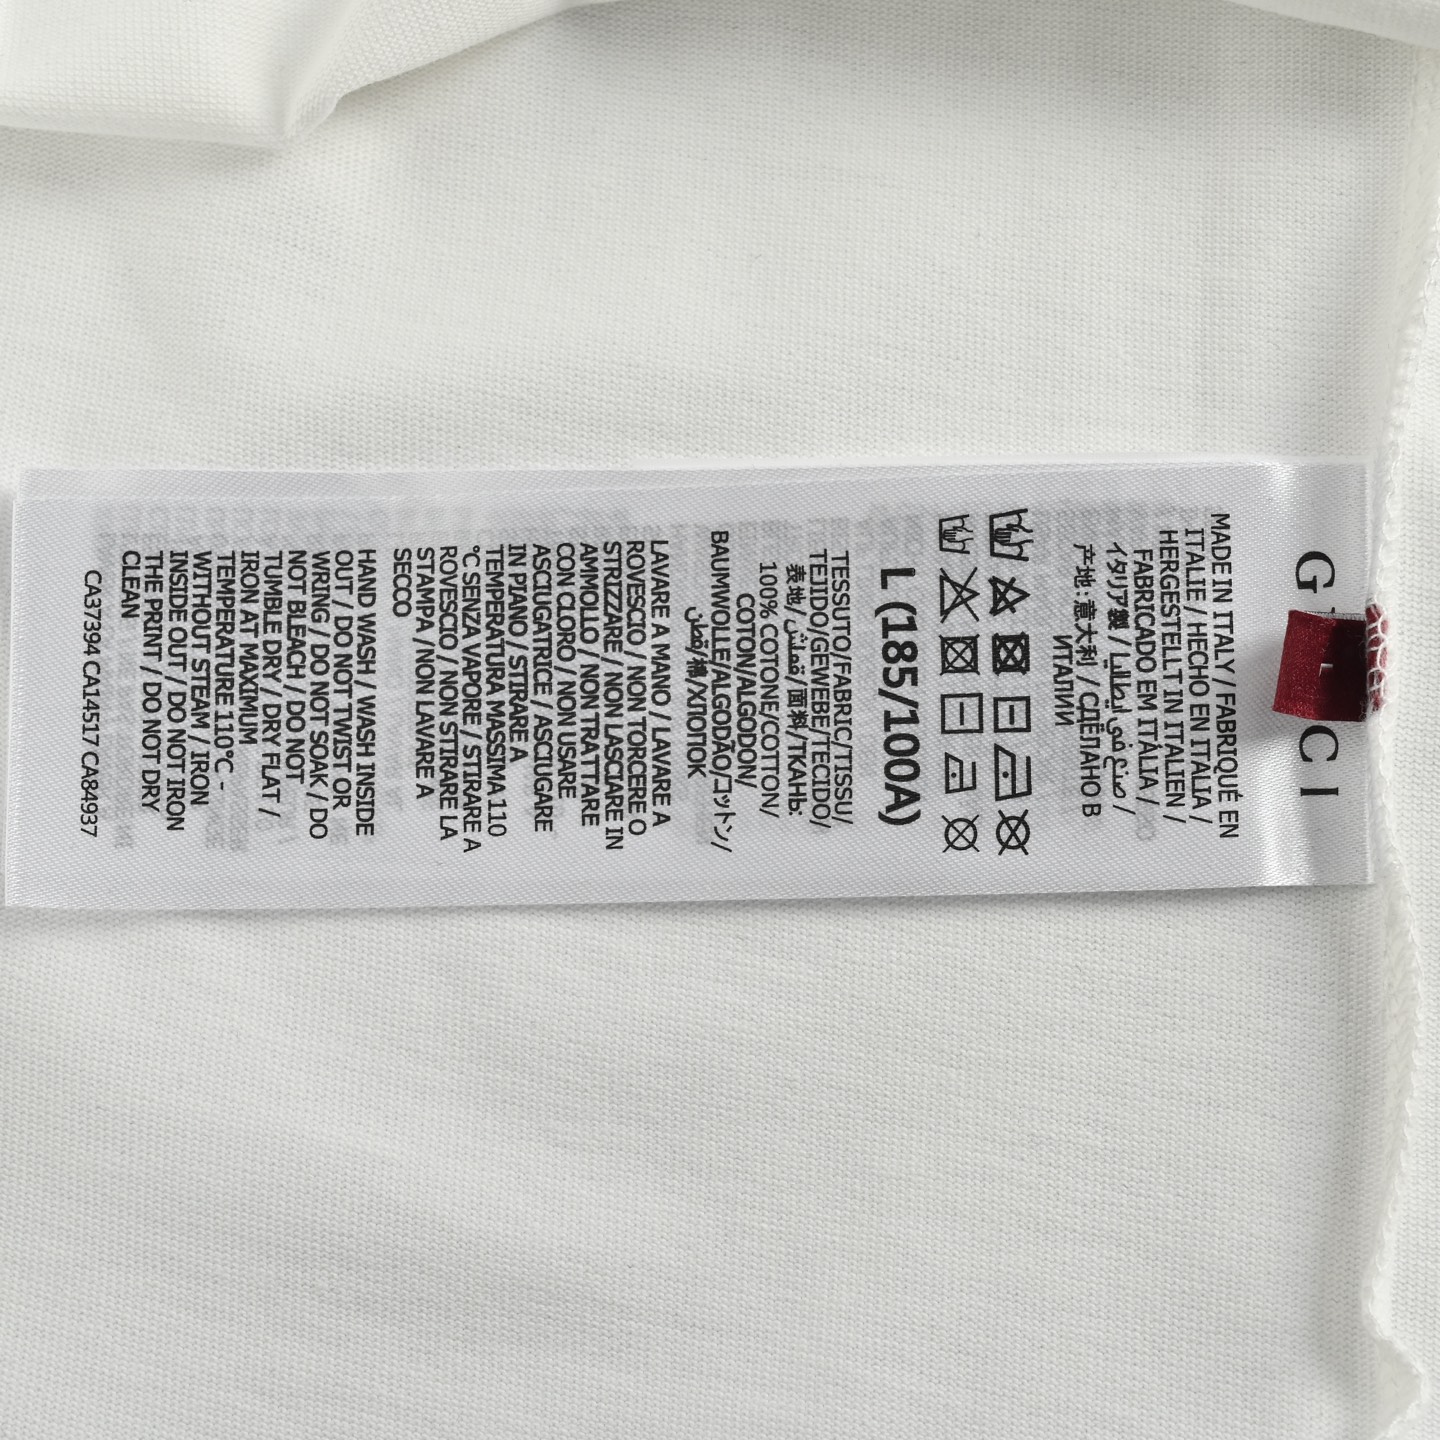 G CI
MADE IN ITALY / FABRIQUÉ EN
ITALIE / HECHO EN ITALIA /
HERGESTELLT IN ITALIEN /
FABRICADO EM ITÁLIA /
イタリア製 / صنع في إيطاليا /
产地 : 意大利 / СДЕЛАНО В
ИТАЛИИ
L (185/100A)
TESSUTO/FABRIC/TISSU/
TEJIDO/GEWEBE/TECIDO/
表地/قماش/面料/ТКАНЬ:
100% COTONE/COTTON/
COTON/ALGODON/
BAUMWOLLE/ALGODÃO/コットン/
قطن/棉/ХЛОПОК
LAVARE A MANO / LAVARE A
ROVESCIO / NON TORCERE O
STRIZZARE / NON LASCIARE IN
AMMOLLO / NON TRATTARE
CON CLORO / NON USARE
ASCIUGATRICE / ASCIUGARE
IN PIANO / STIRARE A
TEMPERATURA MASSIMA 110
°C SENZA VAPORE / STIRARE A
ROVESCIO / NON STIRARE LA
STAMPA / NON LAVARE A
SECCO
HAND WASH / WASH INSIDE
OUT / DO NOT TWIST OR
WRING / DO NOT SOAK / DO
NOT BLEACH / DO NOT
TUMBLE DRY / DRY FLAT /
IRON AT MAXIMUM
TEMPERATURE 110°C -
WITHOUT STEAM / IRON
INSIDE OUT / DO NOT IRON
THE PRINT / DO NOT DRY
CLEAN
CA37394 CA14517 CA84937